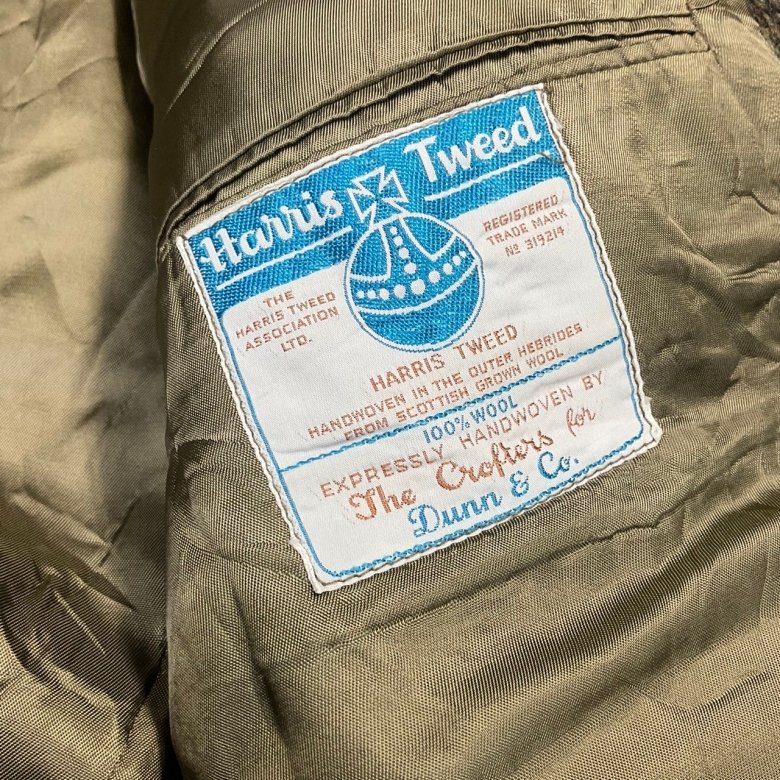 Harris Tweed
REGISTERED
TRADE MARK
Nº 319214
THE
HARRIS TWEED
ASSOCIATION
LTD.
HARRIS TWEED
HANDWOVEN IN THE OUTER HEBRIDES
FROM SCOTTISH GROWN WOOL
100% WOOL
EXPRESSLY HANDWOVEN BY
The Crofters for
Dunn & Co.